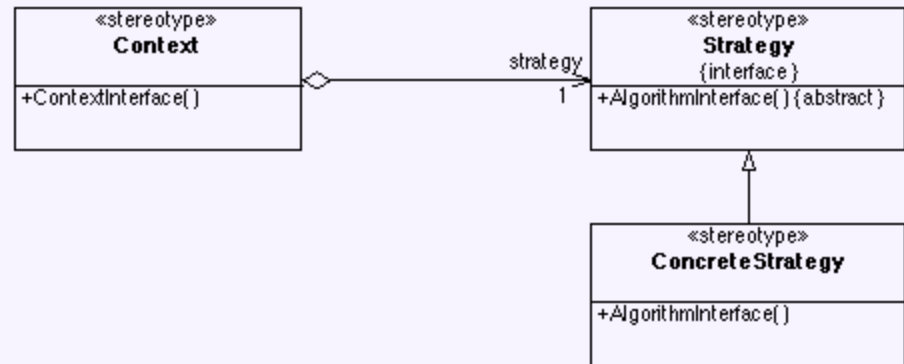 «stereotype»
Context
+ContextInterface()
strategy
1
«stereotype»
Strategy
{interface}
+AlgorithmInterface(){abstract}
«stereotype»
ConcreteStrategy
+AlgorithmInterface()